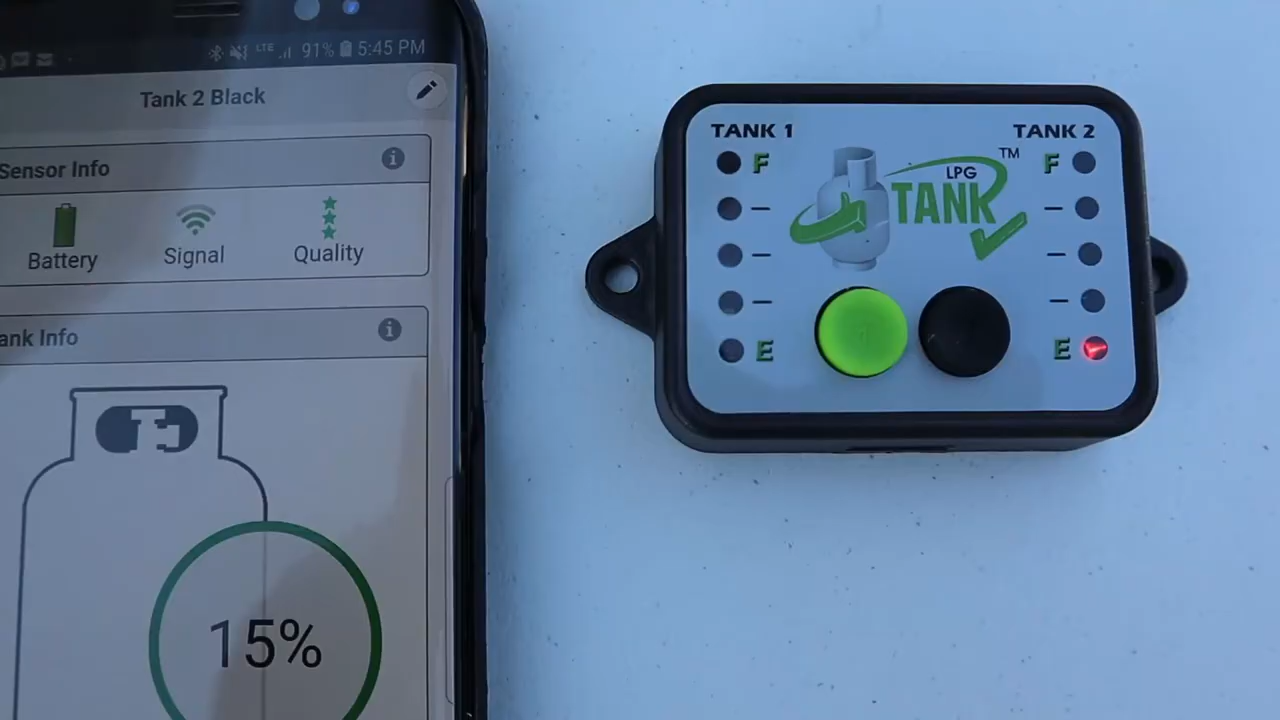 LTE 91% 5:45 PM
Tank 2 Black
Sensor Info
Battery
Signal
Quality
ank Info
15%
TANK 1
TANK 2
F
F
LPG
TANK
TM
E
E